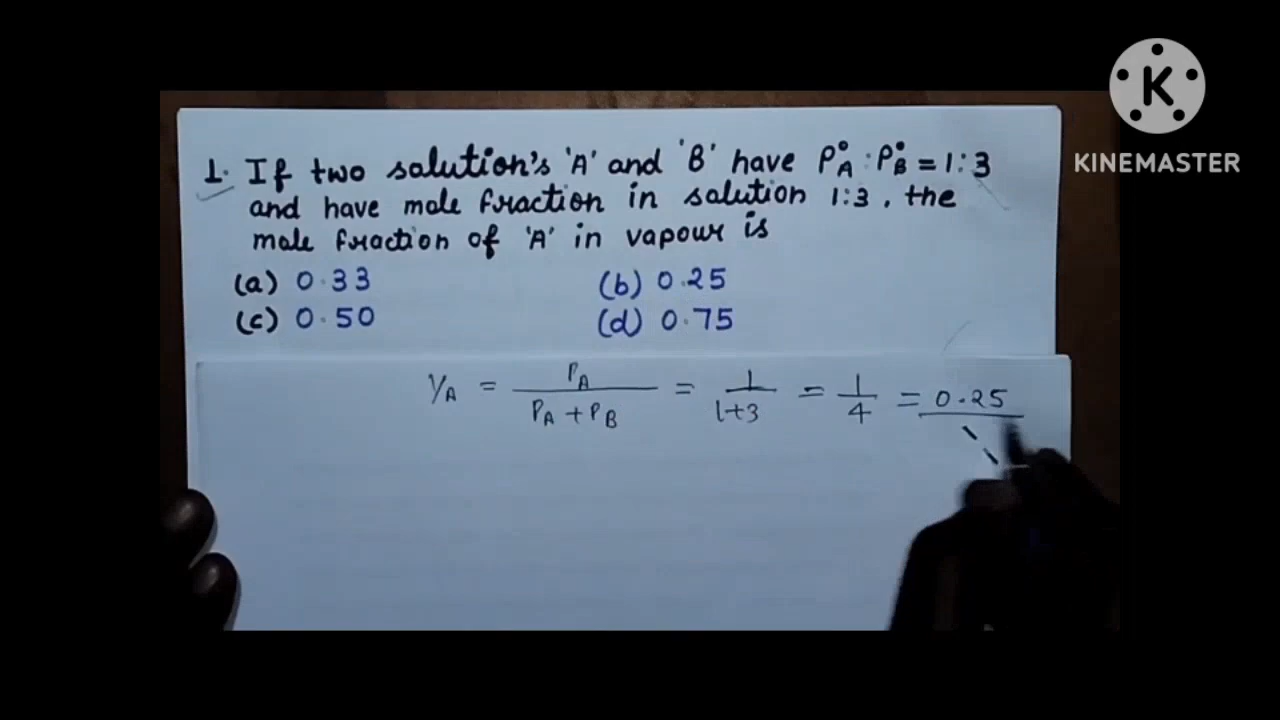 KINEMASTER
1. If two solution's 'A' and 'B' have P°A : P°B = 1:3
and have mole fraction in solution 1:3, the
mole fraction of 'A' in vapour is
(a) 0.33 (b) 0.25
(c) 0.50 (d) 0.75
YA = PA / PA + PB = 1 / 1+3 = 1 / 4 = 0.25